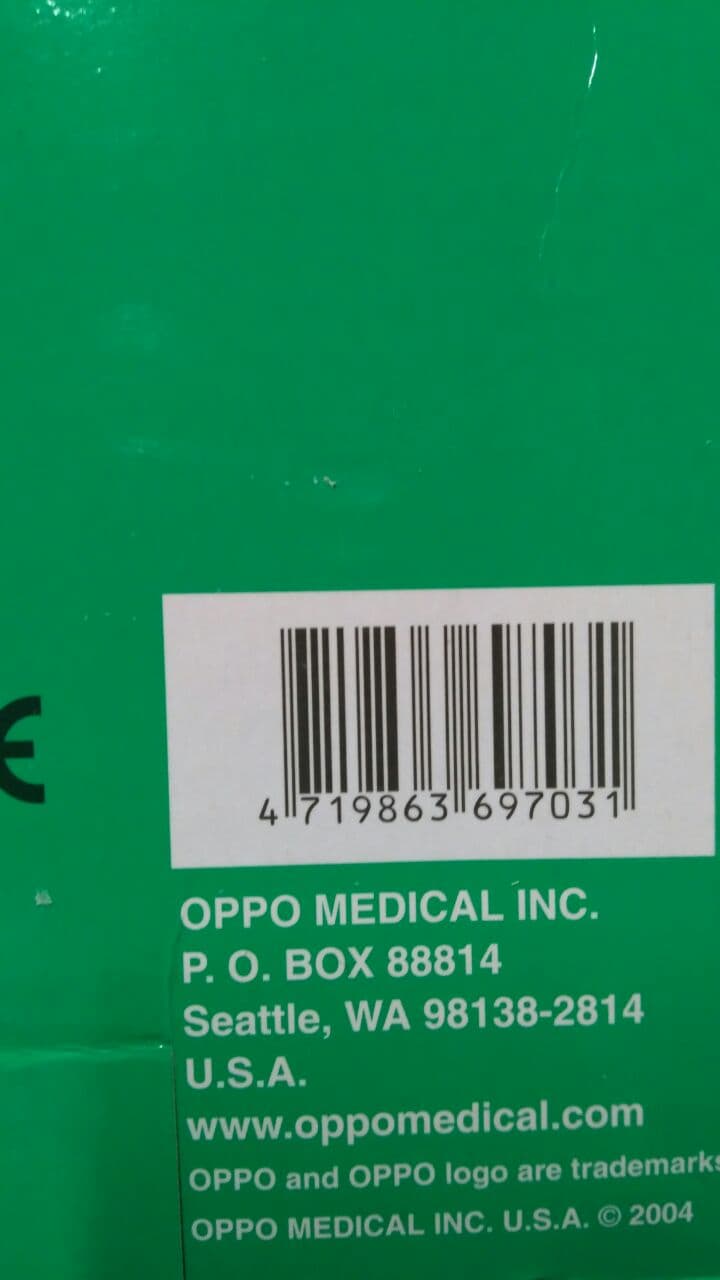 CE
4 719863 697031
OPPO MEDICAL INC.
P. O. BOX 88814
Seattle, WA 98138-2814
U.S.A.
www.oppomedical.com
OPPO and OPPO logo are trademarks
OPPO MEDICAL INC. U.S.A. © 2004